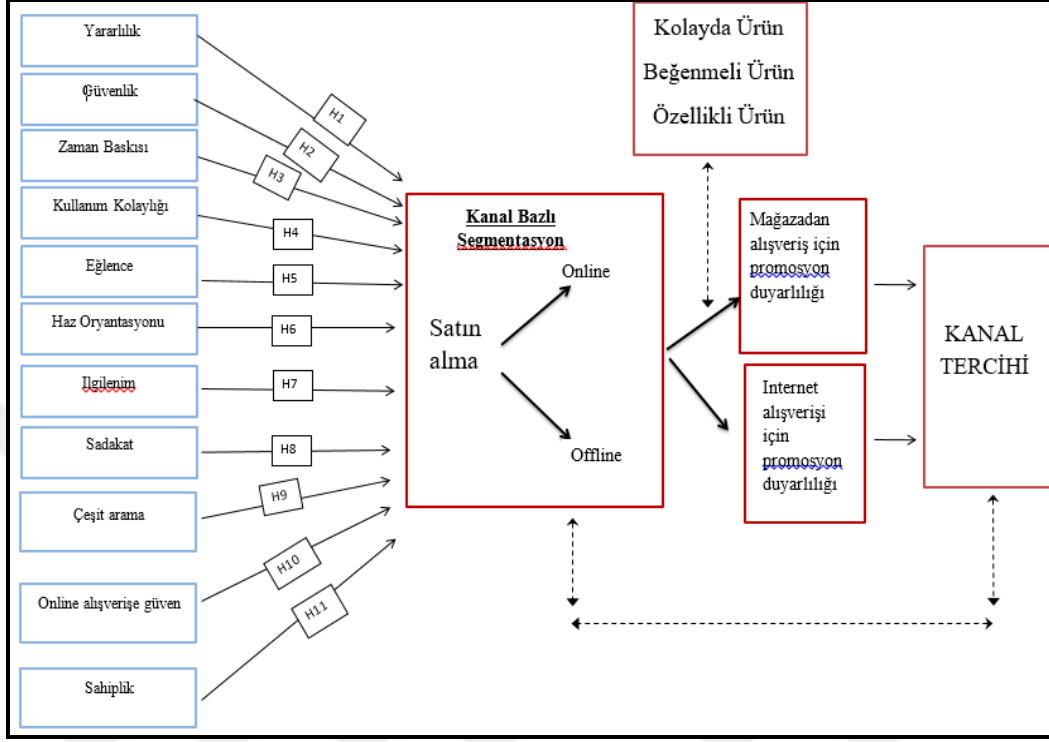 Yararlılık
Güvenlik
Zaman Baskısı
Kullanım Kolaylığı
Eğlence
Haz Oryantasyonu
Ilgilenim
Sadakat
Çeşit arama
Online alışverişe güven
Sahiplik
H1
H2
H3
H4
H5
H6
H7
H8
H9
H10
H11
Kanal Bazlı
Segmentasyon
Online
Satın
alma
Offline
Kolayda Ürün
Beğenmeli Ürün
Özellikli Ürün
Mağazadan
alışveriş için
promosyon
duyarlılığı
Internet
alışverişi
için
promosyon
duyarlılığı
KANAL
TERCİHİ